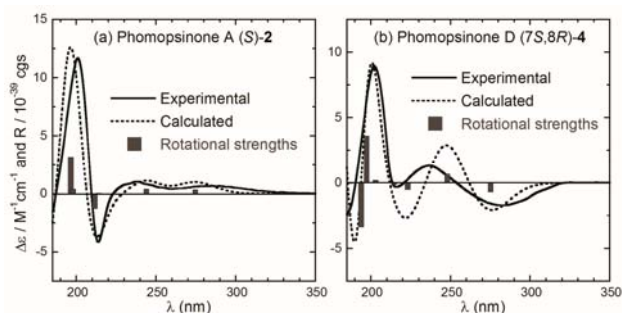 (a) Phomopsinone A (S)-2
Experimental
Calculated
Rotational strengths
15
10
5
0
-5
200
250
300
350
λ (nm)
Δε / M⁻¹cm⁻¹ and R / 10⁻³⁹ cgs
(b) Phomopsinone D (7S,8R)-4
Experimental
Calculated
Rotational strengths
10
5
0
-5
200
250
300
350
λ (nm)